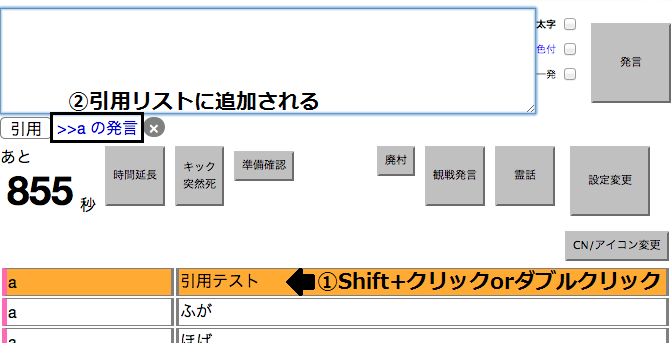 太字
色付
一発
発言
②引用リストに追加される
引用 >>a の発言 ×
あと
855 秒
時間延長
キック
突然死
準備確認
廃村
観戦発言
霊話
設定変更
CN/アイコン変更
a 引用テスト ①Shift+クリックorダブルクリック
a ふが
a ほげ